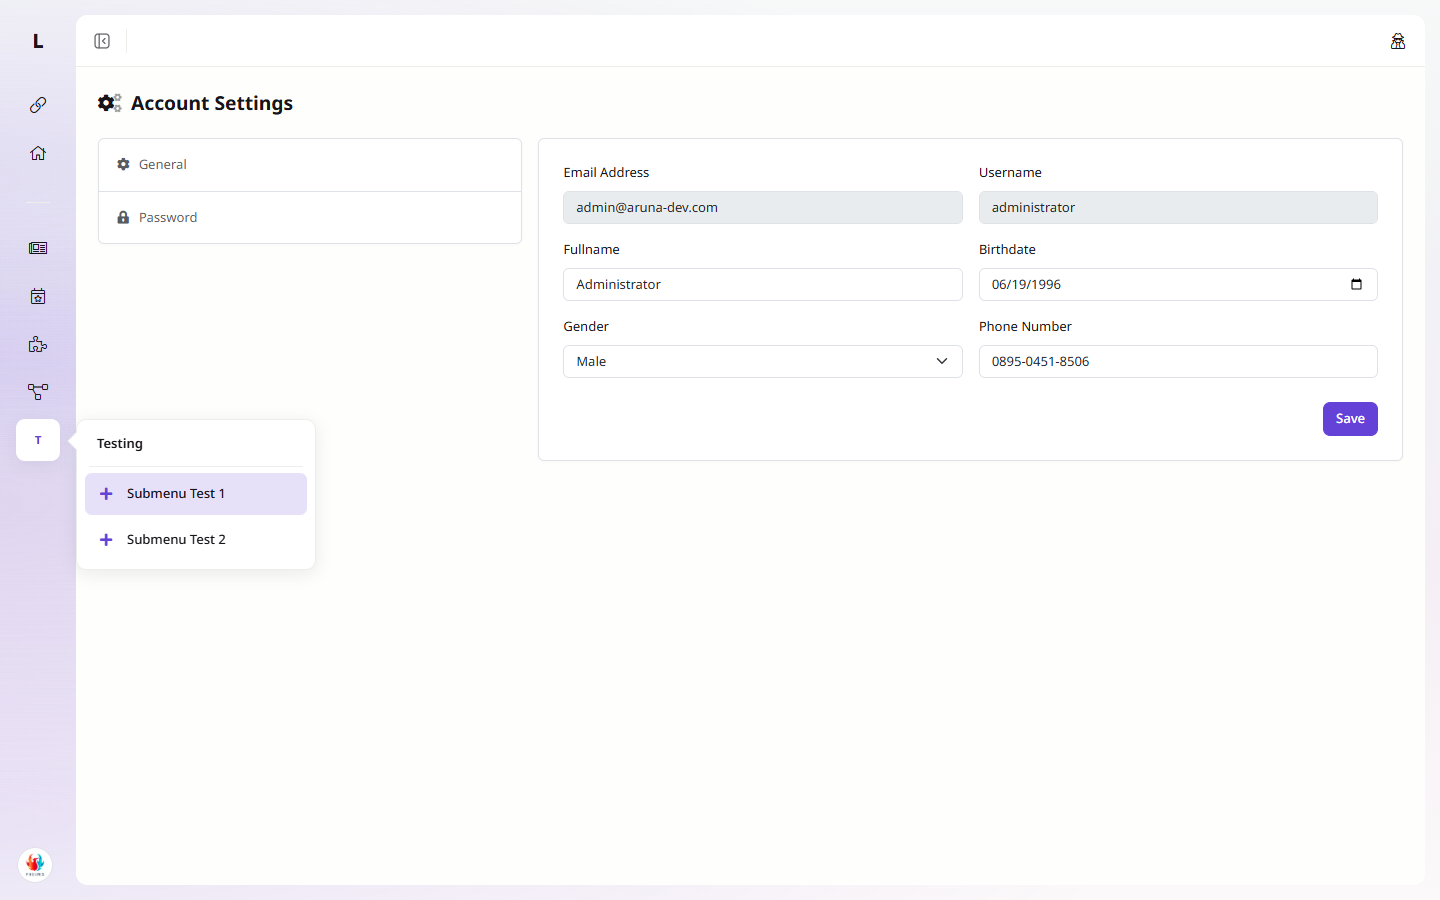 L
Account Settings
General
Password
Email Address
Username
admin@aruna-dev.com
administrator
Fullname
Birthdate
Administrator
06/19/1996
Gender
Phone Number
Male
0895-0451-8506
Save
T
Testing
Submenu Test 1
Submenu Test 2